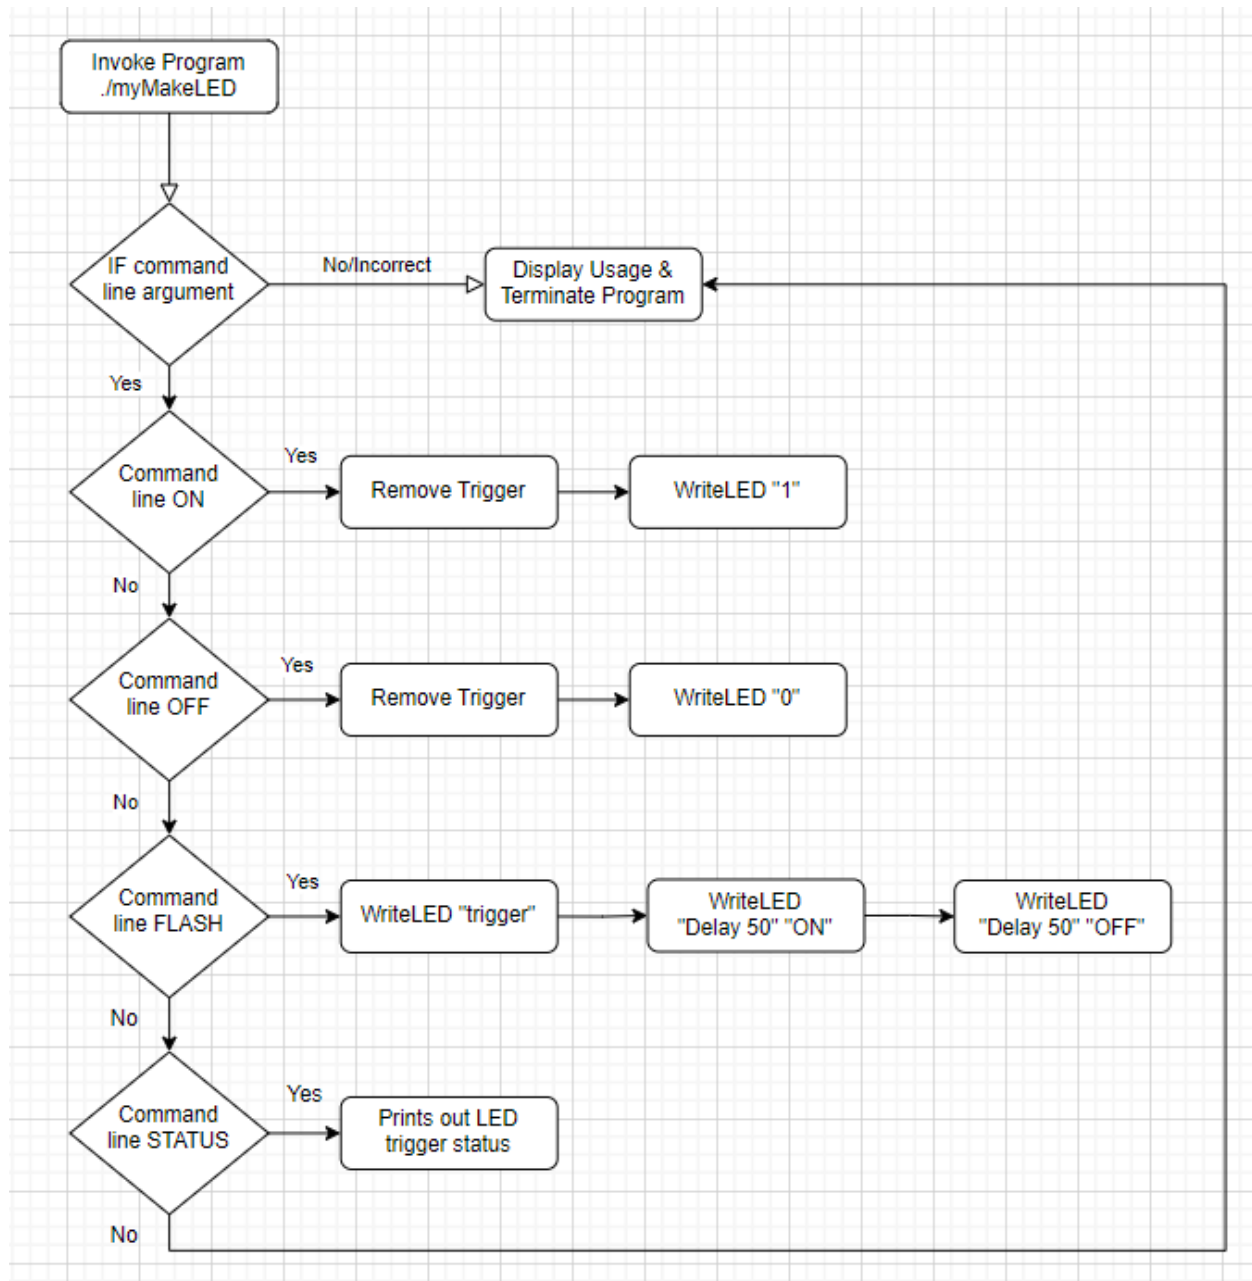 Invoke Program
./myMakeLED
IF command
line argument
No/Incorrect
Display Usage &
Terminate Program
Yes
Command
line ON
Yes
Remove Trigger
WriteLED "1"
No
Command
line OFF
Yes
Remove Trigger
WriteLED "0"
No
Command
line FLASH
Yes
WriteLED "trigger"
WriteLED
"Delay 50" "ON"
WriteLED
"Delay 50" "OFF"
No
Command
line STATUS
Yes
Prints out LED
trigger status
No